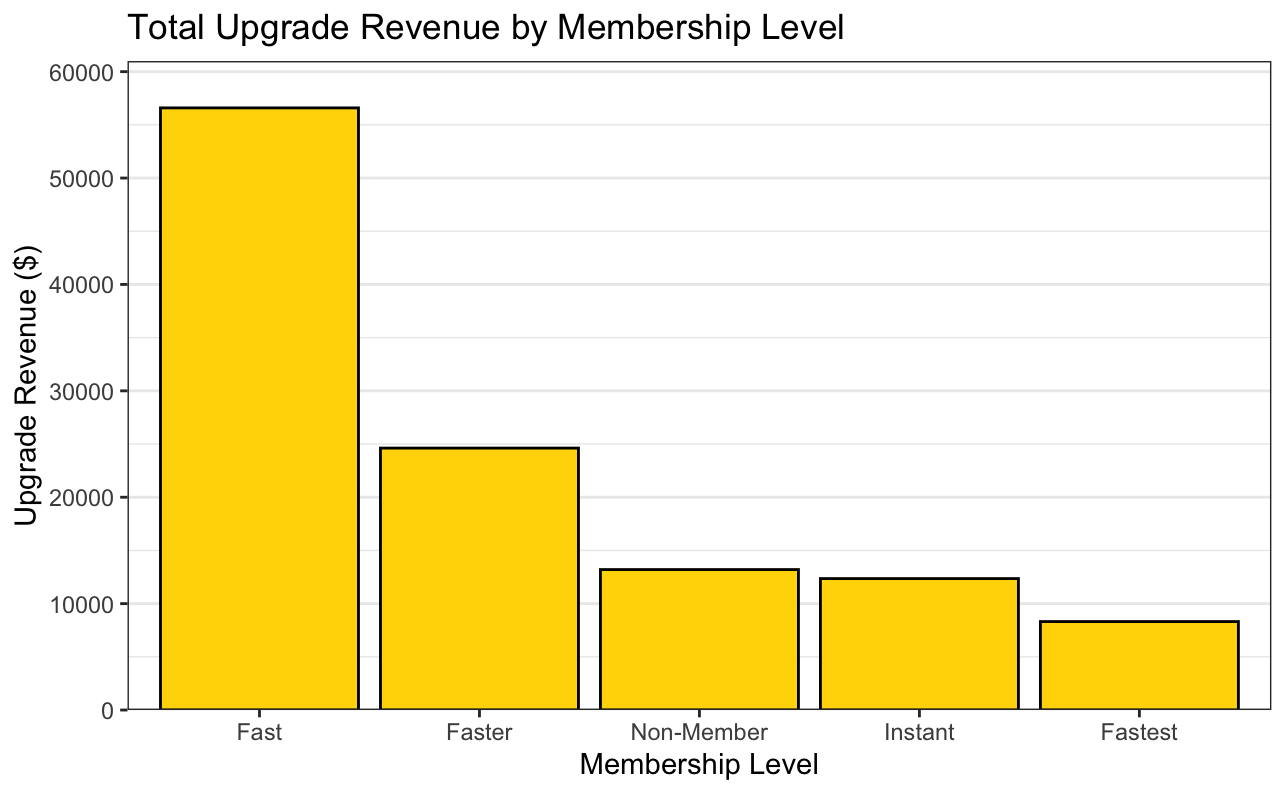 Total Upgrade Revenue by Membership Level
Upgrade Revenue ($)
60000
50000
40000
30000
20000
10000
0
Fast Faster Non-Member Instant Fastest
Membership Level